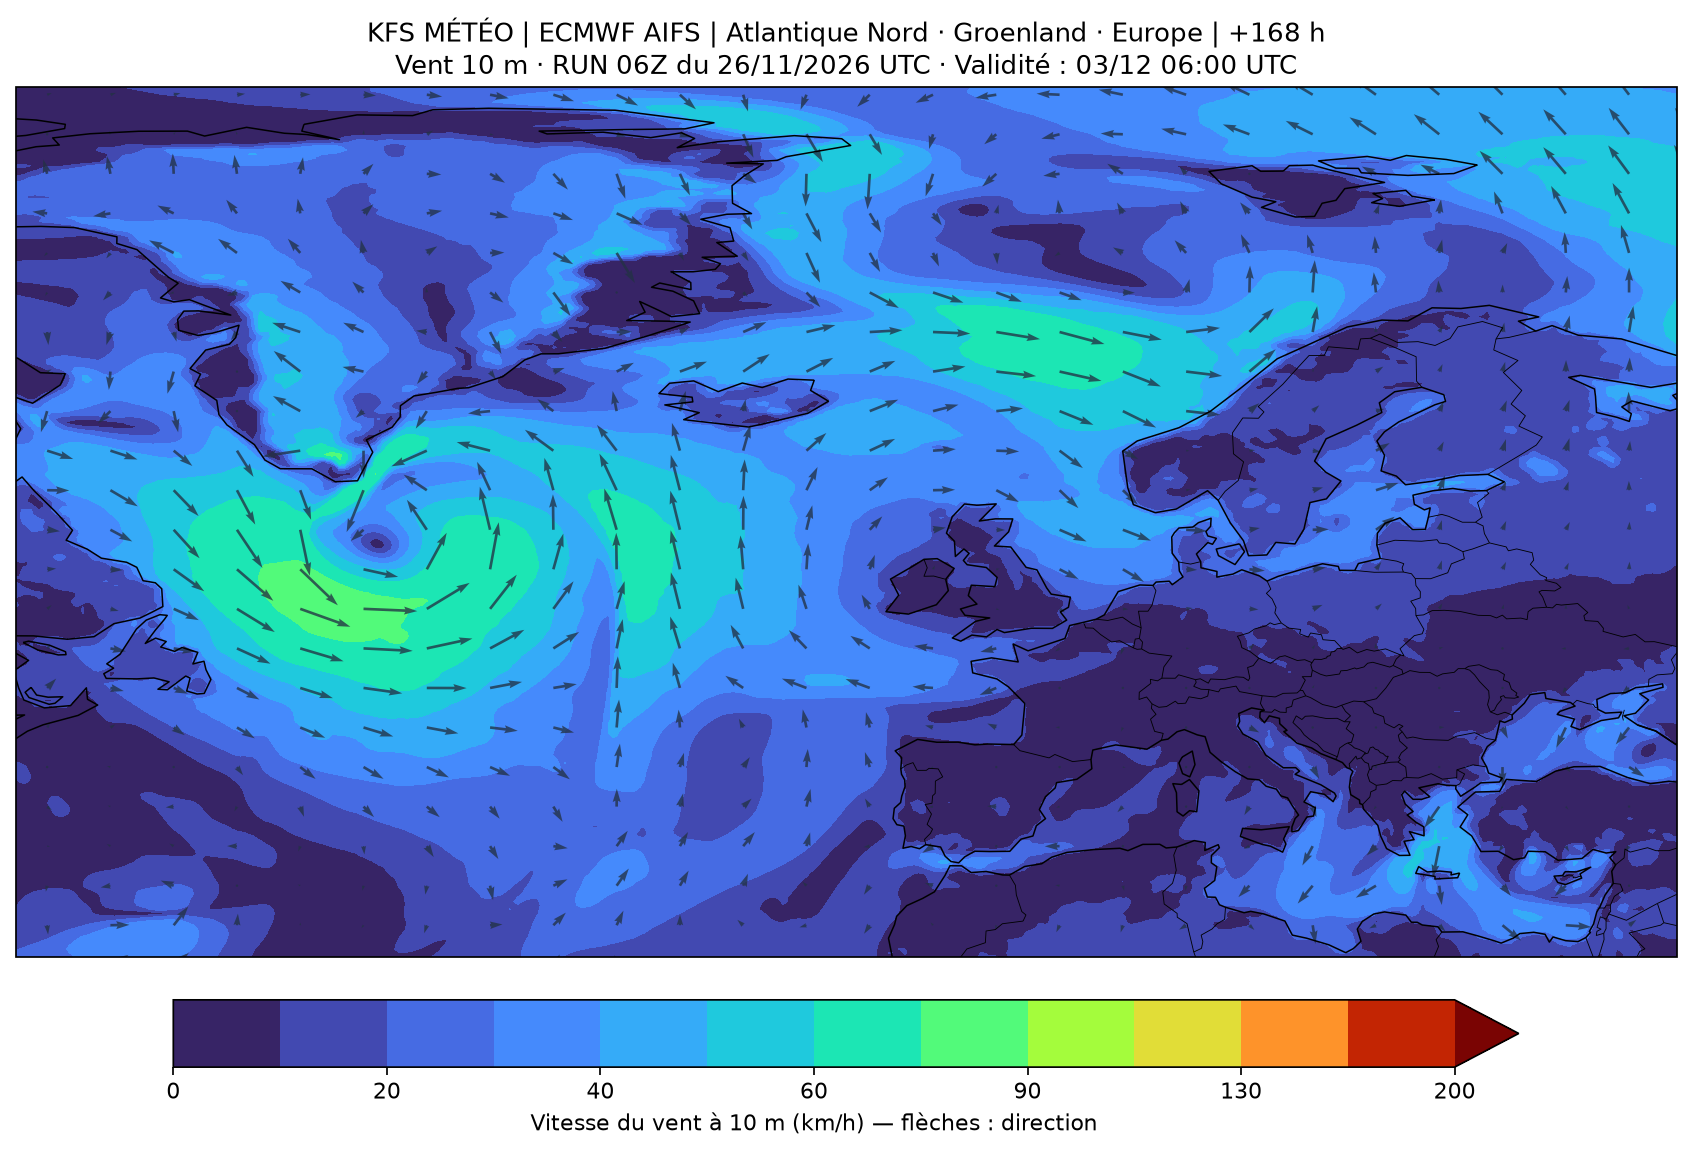 KFS MÉTÉO | ECMWF AIFS | Atlantique Nord · Groenland · Europe | +168 h
Vent 10 m · RUN 06Z du 26/11/2026 UTC · Validité : 03/12 06:00 UTC
0 20 40 60 90 130 200
Vitesse du vent à 10 m (km/h) — flèches : direction